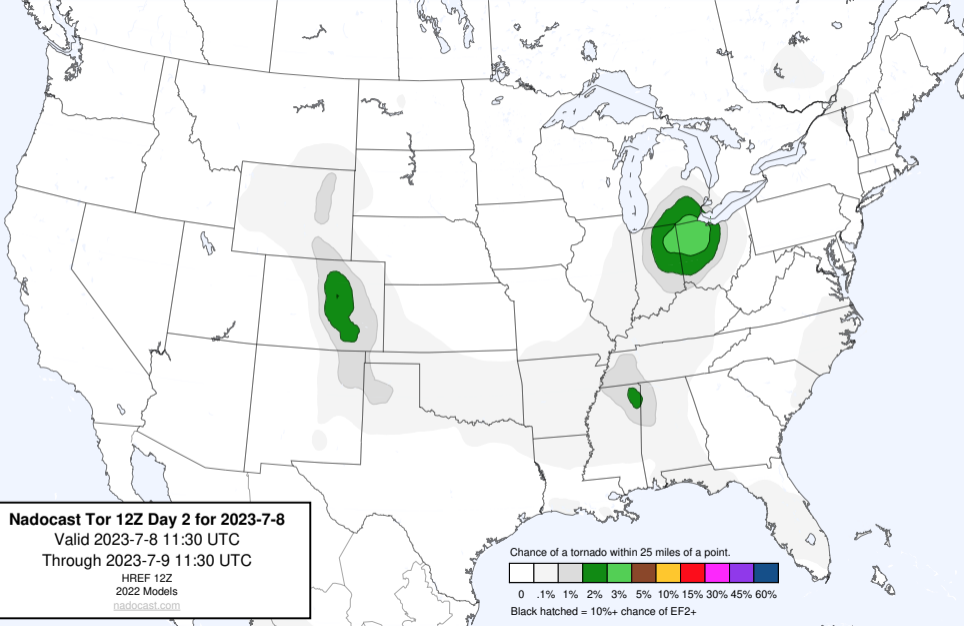 Nadocast Tor 12Z Day 2 for 2023-7-8
Valid 2023-7-8 11:30 UTC
Through 2023-7-9 11:30 UTC
HREF 12Z
2022 Models
nadocast.com
Chance of a tornado within 25 miles of a point.
0 .1% 1% 2% 3% 5% 10% 15% 30% 45% 60%
Black hatched = 10%+ chance of EF2+